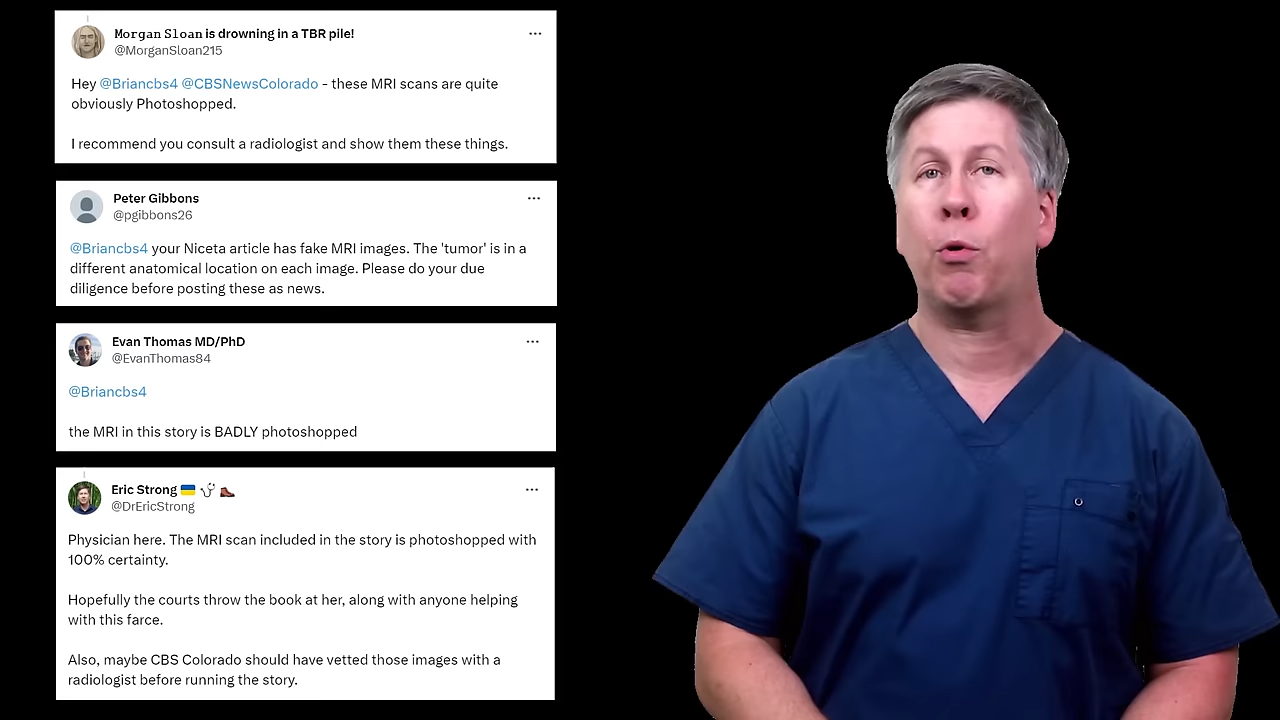 Morgan Sloan is drowning in a TBR pile!
@MorganSloan215
Hey @Briancbs4 @CBSNewsColorado - these MRI scans are quite
obviously Photoshopped.
I recommend you consult a radiologist and show them these things.
Peter Gibbons
@pgibbons26
@Briancbs4 your Niceta article has fake MRI images. The 'tumor' is in a
different anatomical location on each image. Please do your due
diligence before posting these as news.
Evan Thomas MD/PhD
@EvanThomas84
@Briancbs4
the MRI in this story is BADLY photoshopped
Eric Strong 🇺🇦 🩺 🥾
@DrEricStrong
Physician here. The MRI scan included in the story is photoshopped with
100% certainty.
Hopefully the courts throw the book at her, along with anyone helping
with this farce.
Also, maybe CBS Colorado should have vetted those images with a
radiologist before running the story.